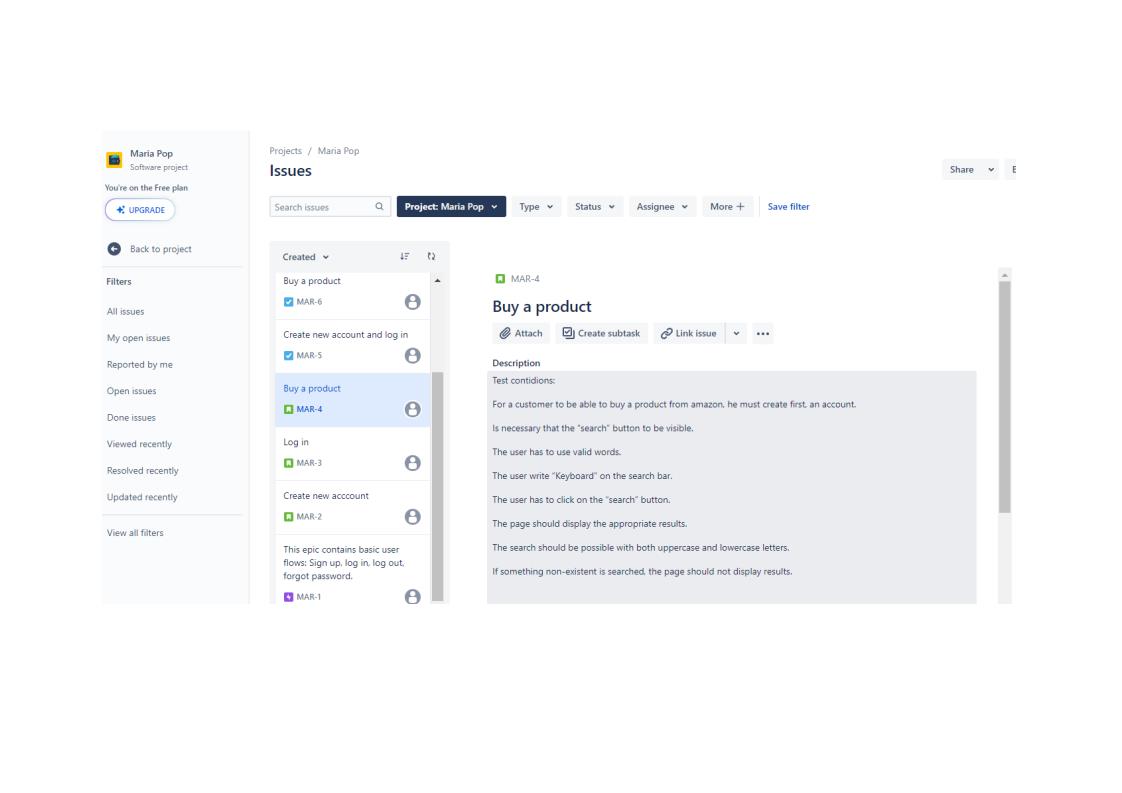 Maria Pop
Software project
You're on the Free plan
UPGRADE
Back to project
Filters
All issues
My open issues
Reported by me
Open issues
Done issues
Viewed recently
Resolved recently
Updated recently
View all filters
Projects / Maria Pop
Issues
Share
Search issues
Project: Maria Pop
Type
Status
Assignee
More +
Save filter
Created
Buy a product
MAR-6
Create new account and log in
MAR-5
Buy a product
MAR-4
Log in
MAR-3
Create new acccount
MAR-2
This epic contains basic user
flows: Sign up, log in, log out,
forgot password.
MAR-1
MAR-4
Buy a product
Attach
Create subtask
Link issue
Description
Test contidions:
For a customer to be able to buy a product from amazon, he must create first, an account.
Is necessary that the “search” button to be visible.
The user has to use valid words.
The user write “Keyboard” on the search bar.
The user has to click on the “search” button.
The page should display the appropriate results.
The search should be possible with both uppercase and lowercase letters.
If something non-existent is searched, the page should not display results.